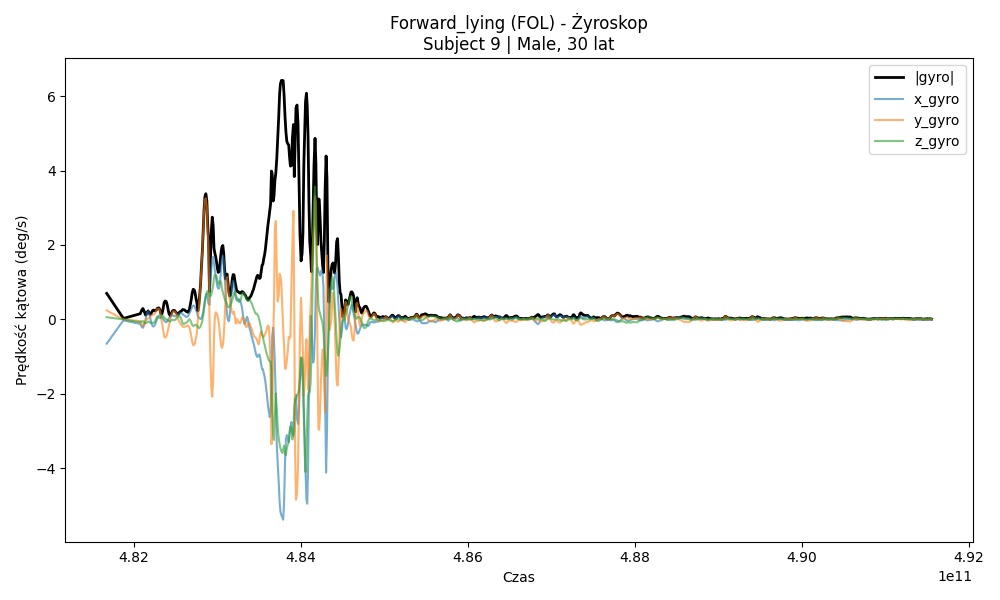 Forward_lying (FOL) - Żyroskop
Subject 9 | Male, 30 lat
|gyro|
x_gyro
y_gyro
z_gyro
Prędkość kątowa (deg/s)
6
4
2
0
−2
−4
4.82
4.84
4.86
4.88
4.90
4.92
1e11
Czas